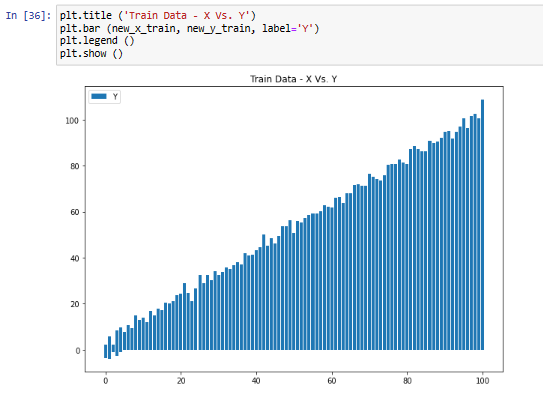 In [36]: plt.title ('Train Data - X Vs. Y')
plt.bar (new_x_train, new_y_train, label='Y')
plt.legend ()
plt.show ()
Train Data - X Vs. Y
Y
100
80
60
40
20
0
0 20 40 60 80 100